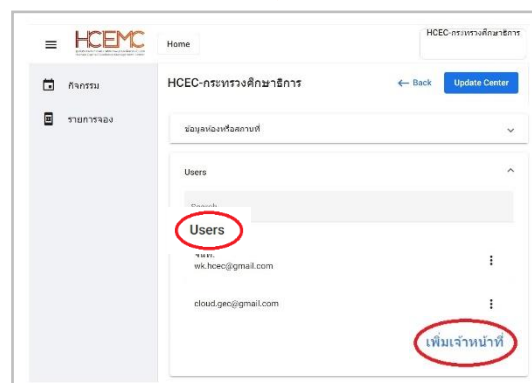 HCEMC
Home
HCEC-กระทรวงศึกษาธิการ
กิจกรรม
รายการจอง
HCEC-กระทรวงศึกษาธิการ
← Back
Update Center
ข้อมูลห้องหรือสถานที่
Users
Search
Users
จนท.
wk.hcec@gmail.com
cloud.gec@gmail.com
เพิ่มเจ้าหน้าที่